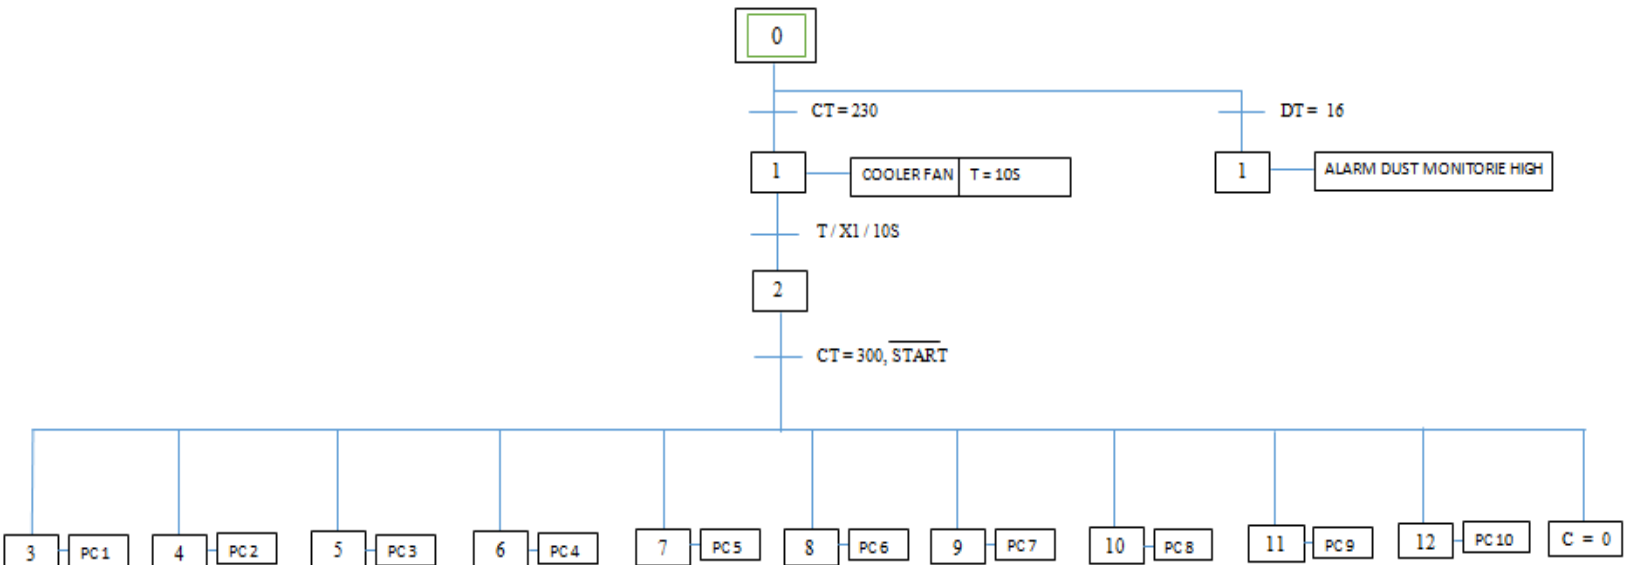 0
CT = 230
DT = 16
1
COOLER FAN
T = 10S
1
ALARM DUST MONITORIE HIGH
T / X1 / 10S
2
CT = 300, START
3
PC 1
4
PC 2
5
PC 3
6
PC 4
7
PC 5
8
PC 6
9
PC 7
10
PC 8
11
PC 9
12
PC 10
C = 0